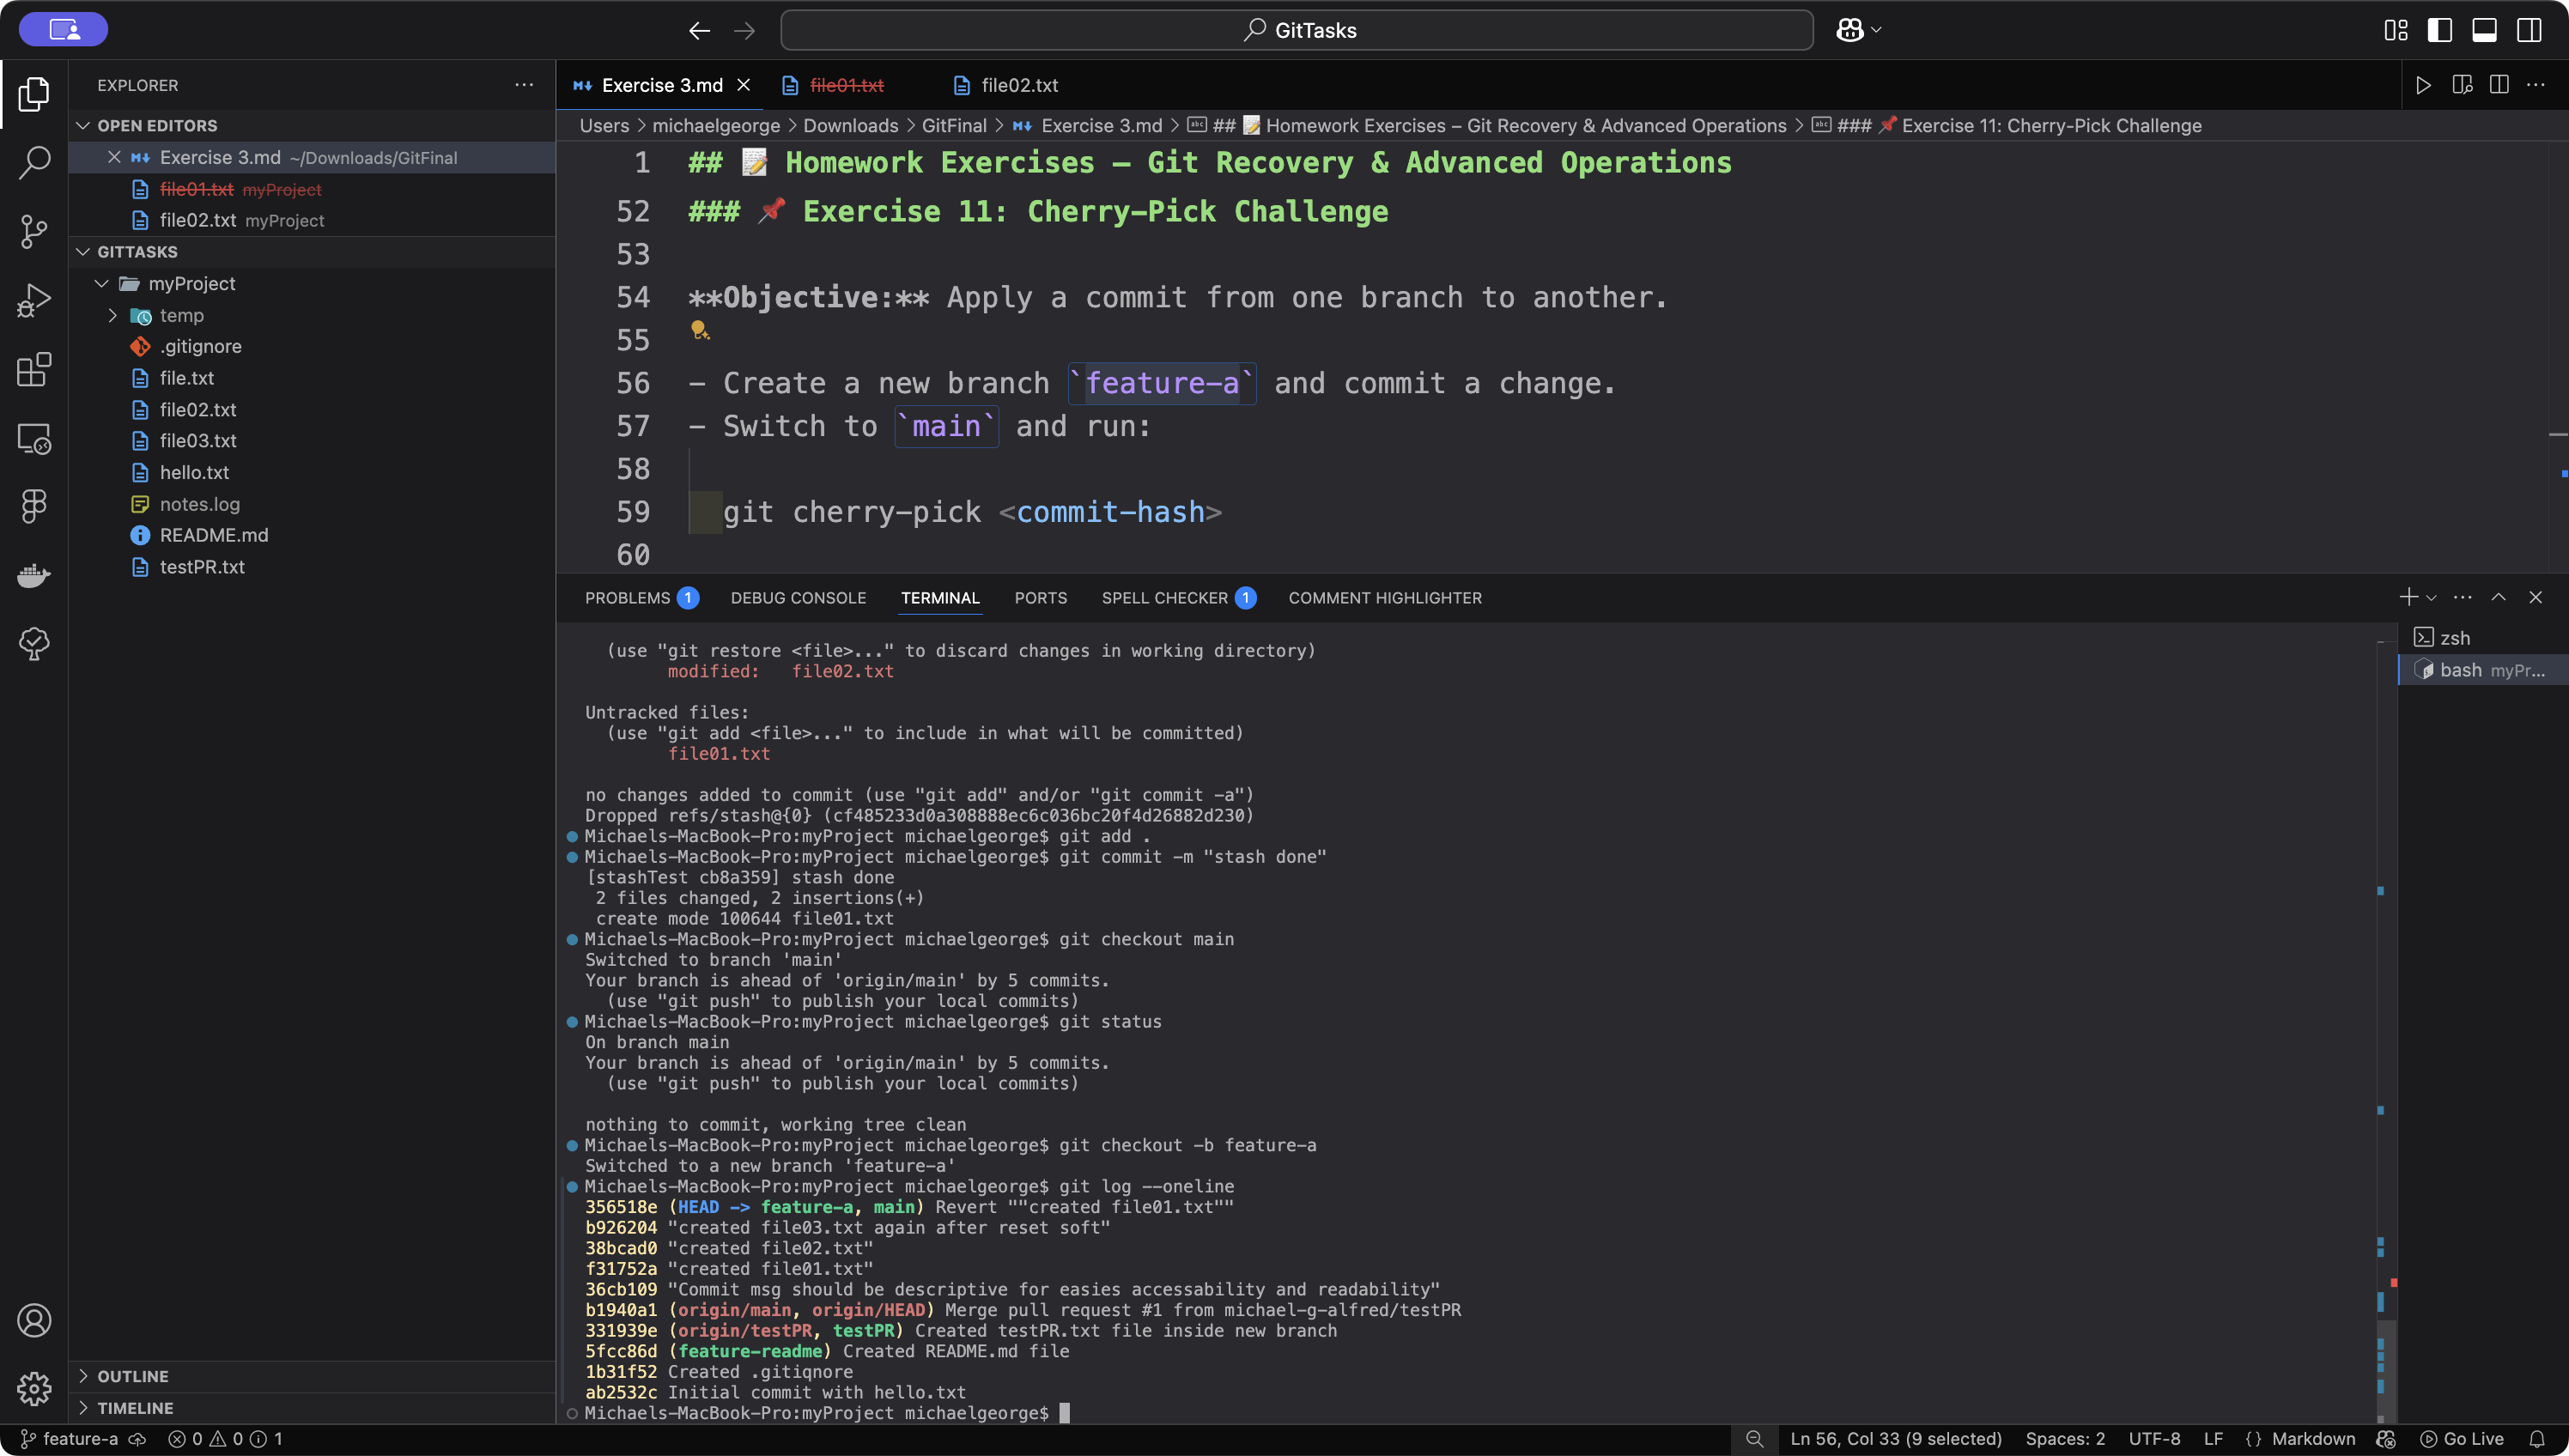 GitTasks
EXPLORER
OPEN EDITORS
Exercise 3.md ~/Downloads/GitFinal
file01.txt myProject
file02.txt myProject
GITTASKS
myProject
temp
.gitignore
file.txt
file02.txt
file03.txt
hello.txt
notes.log
README.md
testPR.txt
OUTLINE
TIMELINE
Exercise 3.md file01.txt file02.txt
Users > michaelgeorge > Downloads > GitFinal > Exercise 3.md > ## 📝 Homework Exercises – Git Recovery & Advanced Operations > ### 📌 Exercise 11: Cherry-Pick Challenge
1 ## 📝 Homework Exercises – Git Recovery & Advanced Operations
52 ### 📌 Exercise 11: Cherry-Pick Challenge
53
54 **Objective:** Apply a commit from one branch to another.
55
56 - Create a new branch `feature-a` and commit a change.
57 - Switch to `main` and run:
58
59 git cherry-pick <commit-hash>
60
PROBLEMS 1 DEBUG CONSOLE TERMINAL PORTS SPELL CHECKER 1 COMMENT HIGHLIGHTER
(use "git restore <file>..." to discard changes in working directory)
modified: file02.txt
Untracked files:
(use "git add <file>..." to include in what will be committed)
file01.txt
no changes added to commit (use "git add" and/or "git commit -a")
Dropped refs/stash@{0} (cf485233d0a308888ec6c036bc20f4d26882d230)
Michaels-MacBook-Pro:myProject michaelgeorge$ git add .
Michaels-MacBook-Pro:myProject michaelgeorge$ git commit -m "stash done"
[stashTest cb8a359] stash done
2 files changed, 2 insertions(+)
create mode 100644 file01.txt
Michaels-MacBook-Pro:myProject michaelgeorge$ git checkout main
Switched to branch 'main'
Your branch is ahead of 'origin/main' by 5 commits.
(use "git push" to publish your local commits)
Michaels-MacBook-Pro:myProject michaelgeorge$ git status
On branch main
Your branch is ahead of 'origin/main' by 5 commits.
(use "git push" to publish your local commits)
nothing to commit, working tree clean
Michaels-MacBook-Pro:myProject michaelgeorge$ git checkout -b feature-a
Switched to a new branch 'feature-a'
Michaels-MacBook-Pro:myProject michaelgeorge$ git log --oneline
356518e (HEAD -> feature-a, main) Revert ""created file01.txt""
b926204 "created file03.txt again after reset soft"
38bcad0 "created file02.txt"
f31752a "created file01.txt"
36cb109 "Commit msg should be descriptive for easies accessability and readability"
b1940a1 (origin/main, origin/HEAD) Merge pull request #1 from michael-g-alfred/testPR
331939e (origin/testPR, testPR) Created testPR.txt file inside new branch
5fcc86d (feature-readme) Created README.md file
1b31f52 Created .gitignore
ab2532c Initial commit with hello.txt
Michaels-MacBook-Pro:myProject michaelgeorge$
zsh
bash myPr...
feature-a 0 0 1 Ln 56, Col 33 (9 selected) Spaces: 2 UTF-8 LF {} Markdown Go Live